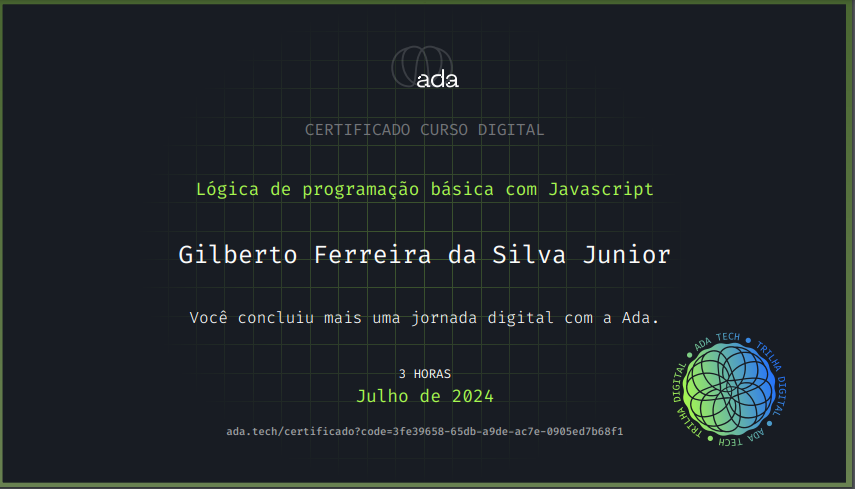 ada
CERTIFICADO CURSO DIGITAL
Lógica de programação básica com Javascript
Gilberto Ferreira da Silva Junior
Você concluiu mais uma jornada digital com a Ada.
3 HORAS
Julho de 2024
ada.tech/certificado?code=3fe39658-65db-a9de-ac7e-0905ed7b68f1
ADA TECH • TRILHA DIGITAL • ADA TECH • TRILHA DIGITAL •